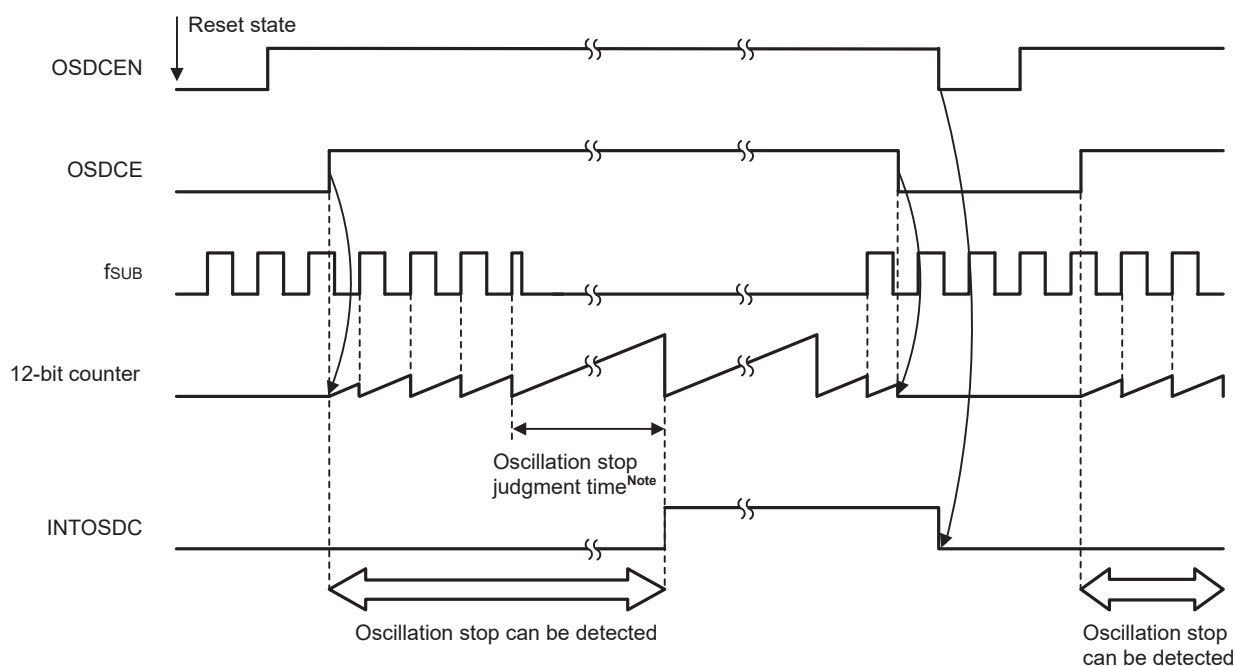 Reset state
OSDCEN
OSDCE
fSUB
12-bit counter
Oscillation stop
judgment timeNote
INTOSDC
Oscillation stop can be detected
Oscillation stop
can be detected